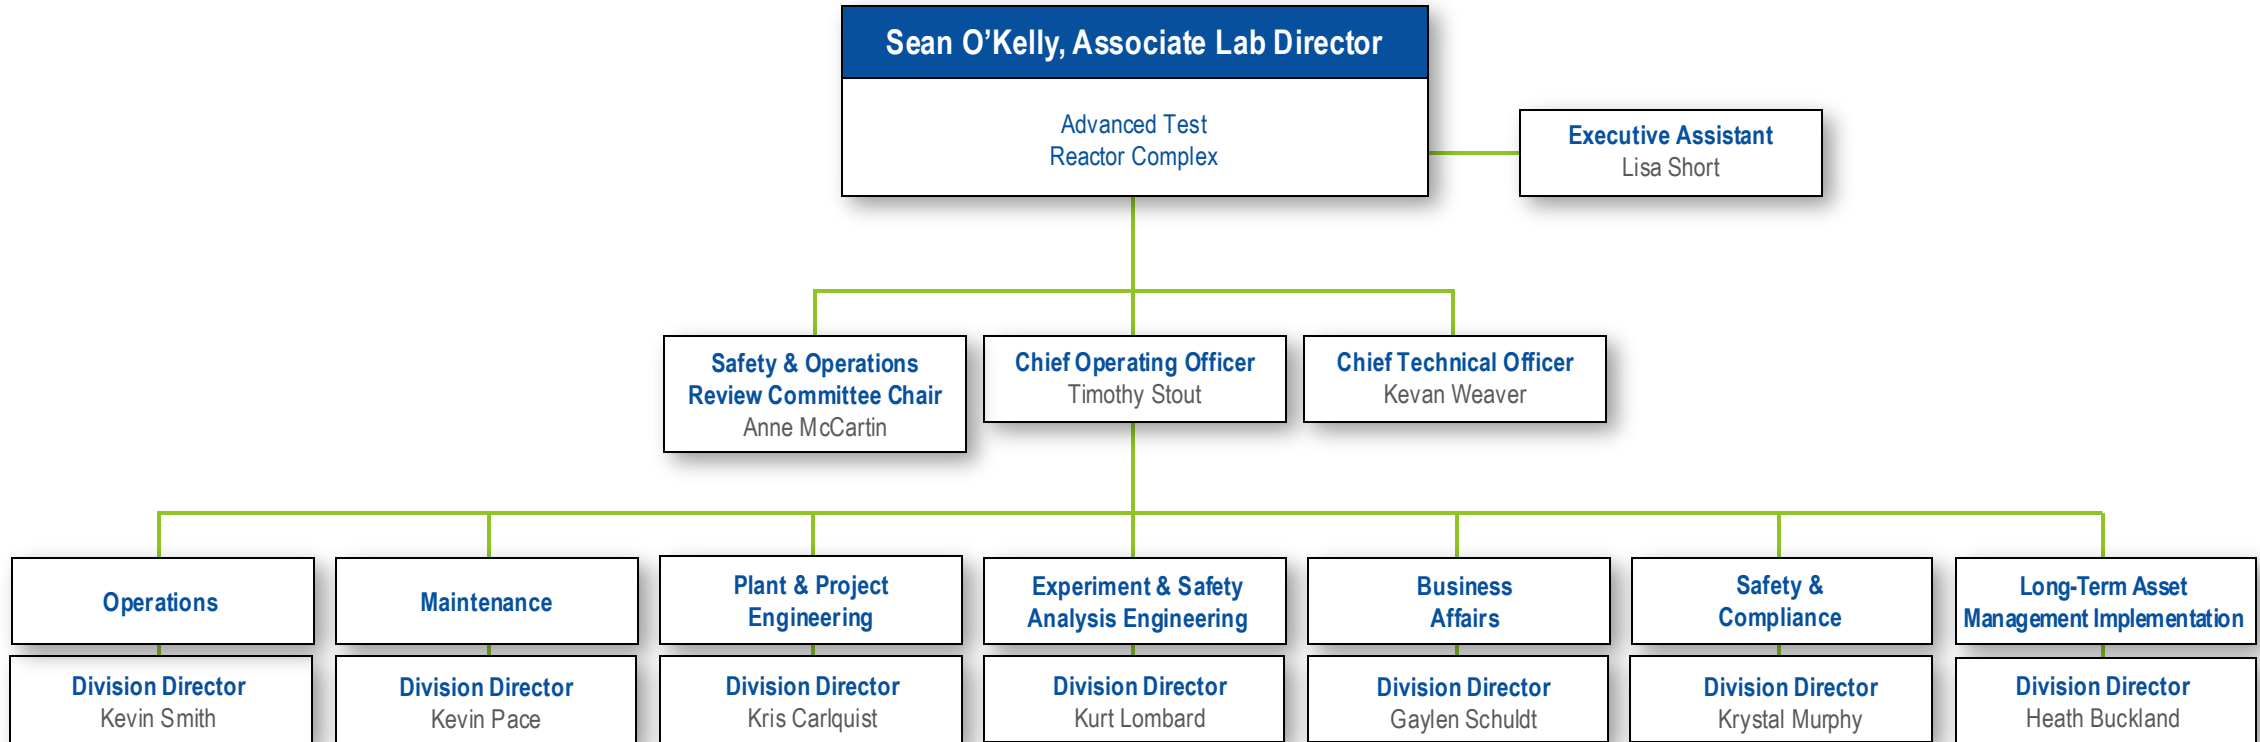 Sean O’Kelly, Associate Lab Director
Advanced Test
Reactor Complex
Executive Assistant
Lisa Short
Safety & Operations
Review Committee Chair
Anne McCartin
Chief Operating Officer
Timothy Stout
Chief Technical Officer
Kevan Weaver
Operations
Division Director
Kevin Smith
Maintenance
Division Director
Kevin Pace
Plant & Project
Engineering
Division Director
Kris Carlquist
Experiment & Safety
Analysis Engineering
Division Director
Kurt Lombard
Business
Affairs
Division Director
Gaylen Schuldt
Safety &
Compliance
Division Director
Krystal Murphy
Long-Term Asset
Management Implementation
Division Director
Heath Buckland